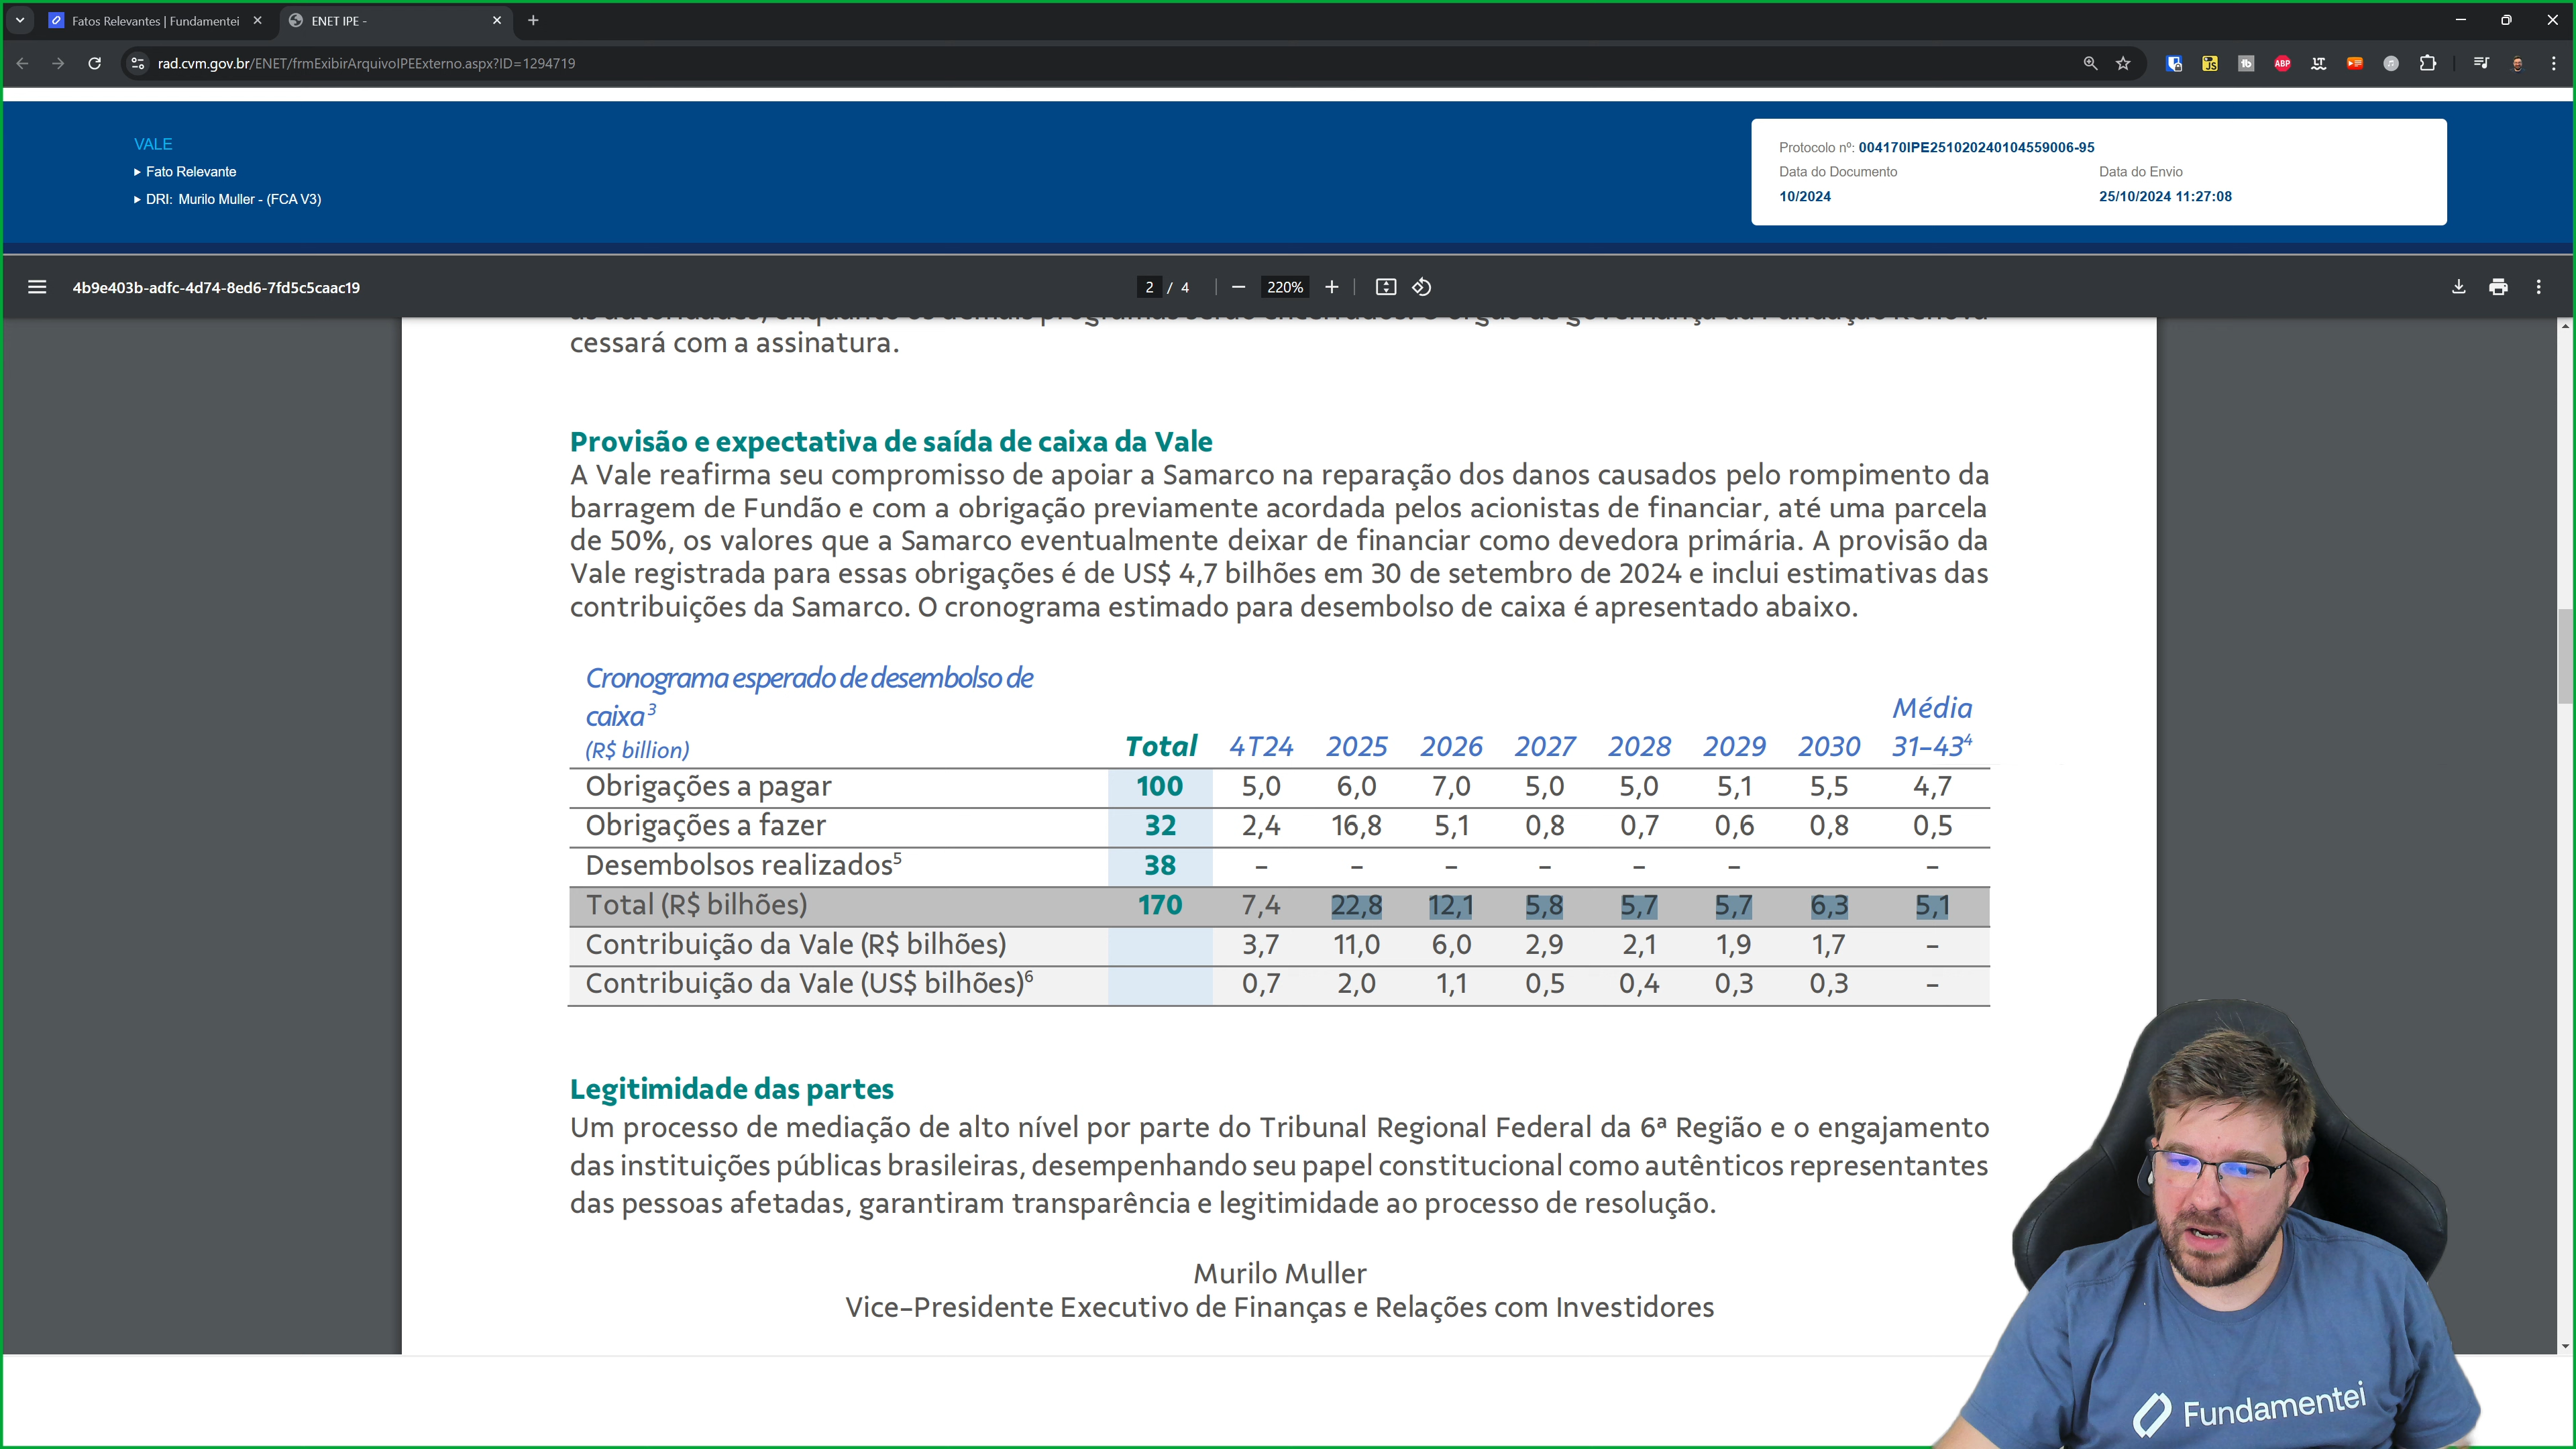 Fatos Relevantes | Fundamentei
ENET IPE -
rad.cvm.gov.br/ENET/frmExibirArquivoIPEExterno.aspx?ID=1294719
VALE
Fato Relevante
DRI: Murilo Muller - (FCA V3)
Protocolo nº: 004170IPE251020240104559006-95
Data do Documento Data do Envio
10/2024 25/10/2024 11:27:08
4b9e403b-adfc-4d74-8ed6-7fd5c5caac19
2 / 4 220%
cessará com a assinatura.
Provisão e expectativa de saída de caixa da Vale
A Vale reafirma seu compromisso de apoiar a Samarco na reparação dos danos causados pelo rompimento da
barragem de Fundão e com a obrigação previamente acordada pelos acionistas de financiar, até uma parcela
de 50%, os valores que a Samarco eventualmente deixar de financiar como devedora primária. A provisão da
Vale registrada para essas obrigações é de US$ 4,7 bilhões em 30 de setembro de 2024 e inclui estimativas das
contribuições da Samarco. O cronograma estimado para desembolso de caixa é apresentado abaixo.
Cronograma esperado de desembolso de
caixa³
(R$ billion) Total 4T24 2025 2026 2027 2028 2029 2030 Média 31-43⁴
Obrigações a pagar 100 5,0 6,0 7,0 5,0 5,0 5,1 5,5 4,7
Obrigações a fazer 32 2,4 16,8 5,1 0,8 0,7 0,6 0,8 0,5
Desembolsos realizados⁵ 38 – – – – – – –
Total (R$ bilhões) 170 7,4 22,8 12,1 5,8 5,7 5,7 6,3 5,1
Contribuição da Vale (R$ bilhões) 3,7 11,0 6,0 2,9 2,1 1,9 1,7 –
Contribuição da Vale (US$ bilhões)⁶ 0,7 2,0 1,1 0,5 0,4 0,3 0,3 –
Legitimidade das partes
Um processo de mediação de alto nível por parte do Tribunal Regional Federal da 6ª Região e o engajamento
das instituições públicas brasileiras, desempenhando seu papel constitucional como autênticos representantes
das pessoas afetadas, garantiram transparência e legitimidade ao processo de resolução.
Murilo Muller
Vice-Presidente Executivo de Finanças e Relações com Investidores
Fundamentei